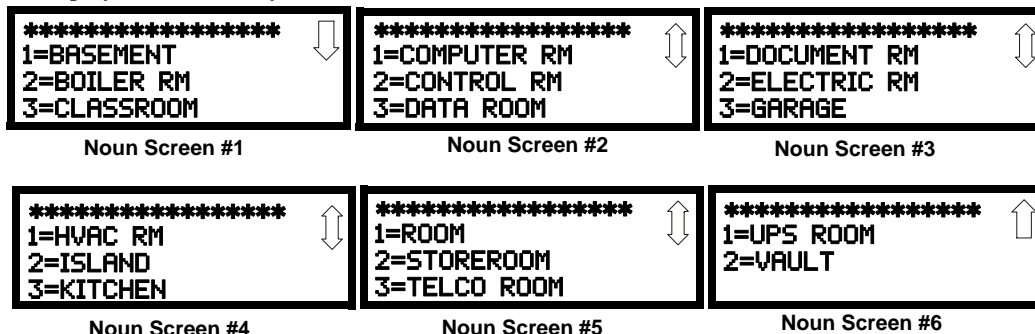 *****************
1=BASEMENT
2=BOILER RM
3=CLASSROOM
Noun Screen #1
*****************
1=COMPUTER RM
2=CONTROL RM
3=DATA ROOM
Noun Screen #2
*****************
1=DOCUMENT RM
2=ELECTRIC RM
3=GARAGE
Noun Screen #3
*****************
1=HVAC RM
2=ISLAND
3=KITCHEN
Noun Screen #4
*****************
1=ROOM
2=STOREROOM
3=TELCO ROOM
Noun Screen #5
*****************
1=UPS ROOM
2=VAULT
Noun Screen #6